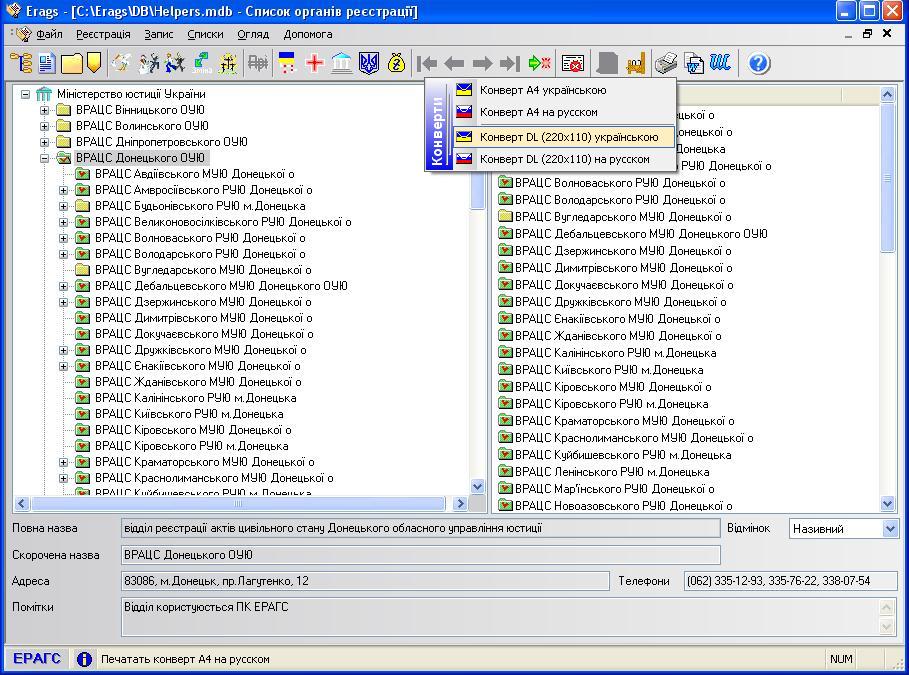 Erags - [C:\Erags\DB\Helpers.mdb - Список органів реєстрації]
Файл Реєстрація Запис Списки Огляд Допомога
Конверти
Конверт А4 українською
Конверт А4 на русском
Конверт DL (220x110) українською
Конверт DL (220x110) на русском
Міністерство юстиції України
ВРАЦС Вінницького ОУЮ
ВРАЦС Волинського ОУЮ
ВРАЦС Дніпропетровського ОУЮ
ВРАЦС Донецького ОУЮ
ВРАЦС Авдіївського МУЮ Донецької о
ВРАЦС Амвросіївського РУЮ Донецької о
ВРАЦС Будьонівського РУЮ м.Донецька
ВРАЦС Великоновосілківського РУЮ Донецької о
ВРАЦС Волноваського РУЮ Донецької о
ВРАЦС Володарського РУЮ Донецької о
ВРАЦС Вугледарського МУЮ Донецької о
ВРАЦС Дебальцевського МУЮ Донецького ОУЮ
ВРАЦС Дзержинського МУЮ Донецької о
ВРАЦС Димитрівського МУЮ Донецької о
ВРАЦС Докучаєвського МУЮ Донецької о
ВРАЦС Дружківського МУЮ Донецької о
ВРАЦС Єнакіївського МУЮ Донецької о
ВРАЦС Жданівського МУЮ Донецької о
ВРАЦС Калінінського РУЮ м.Донецька
ВРАЦС Київського РУЮ м.Донецька
ВРАЦС Кіровського МУЮ Донецької о
ВРАЦС Кіровського РУЮ м.Донецька
ВРАЦС Краматорського МУЮ Донецької о
ВРАЦС Краснолиманського МУЮ Донецької о
ВРАЦС Куйбишевського РУЮ м.Донецька
ВРАЦС Волноваського РУЮ Донецької о
ВРАЦС Володарського РУЮ Донецької о
ВРАЦС Вугледарського МУЮ Донецької о
ВРАЦС Дебальцевського МУЮ Донецького ОУЮ
ВРАЦС Дзержинського МУЮ Донецької о
ВРАЦС Димитрівського МУЮ Донецької о
ВРАЦС Докучаєвського МУЮ Донецької о
ВРАЦС Дружківського МУЮ Донецької о
ВРАЦС Єнакіївського МУЮ Донецької о
ВРАЦС Жданівського МУЮ Донецької о
ВРАЦС Калінінського РУЮ м.Донецька
ВРАЦС Київського РУЮ м.Донецька
ВРАЦС Кіровського МУЮ Донецької о
ВРАЦС Кіровського РУЮ м.Донецька
ВРАЦС Краматорського МУЮ Донецької о
ВРАЦС Краснолиманського МУЮ Донецької о
ВРАЦС Куйбишевського РУЮ м.Донецька
ВРАЦС Ленінського РУЮ м.Донецька
ВРАЦС Мар'їнського РУЮ Донецької о
ВРАЦС Новоазовського РУЮ Донецької о
Повна назва відділ реєстрації актів цивільного стану Донецького обласного управління юстиції Відмінок Називний
Скорочена назва ВРАЦС Донецького ОУЮ
Адреса 83086, м.Донецьк, пр.Лагутенко, 12 Телефони (062) 335-12-93, 335-76-22, 338-07-54
Помітки Відділ користуюється ПК ЕРАГС
ЕРАГС Печатать конверт А4 на русском NUM